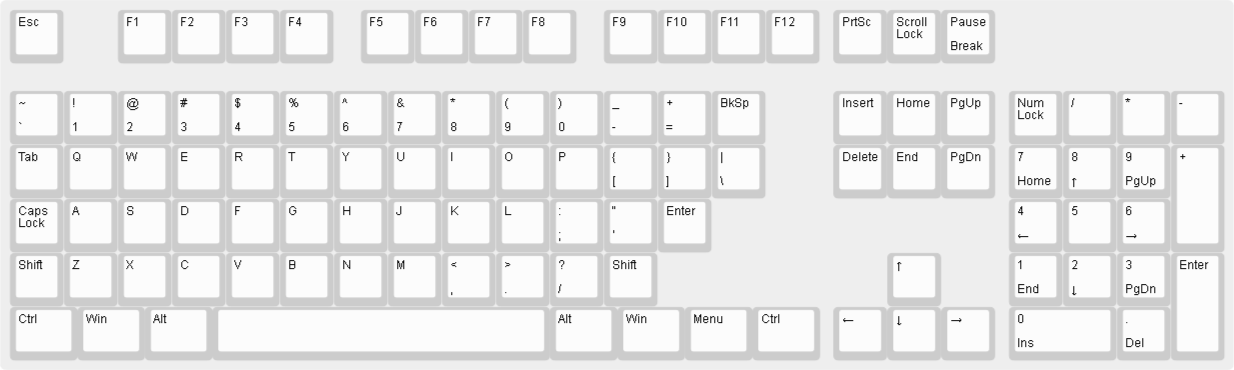 Esc F1 F2 F3 F4 F5 F6 F7 F8 F9 F10 F11 F12 PrtSc Scroll Lock Pause Break
~ ` ! 1 @ 2 # 3 $ 4 % 5 ^ 6 & 7 * 8 ( 9 ) 0 _ - + = BkSp Insert Home PgUp Num Lock / * -
Tab Q W E R T Y U I O P { [ } ] | \ Delete End PgDn 7 Home 8 ↑ 9 PgUp +
Caps Lock A S D F G H J K L : ; " ' Enter 4 ← 5 6 →
Shift Z X C V B N M < , > . ? / Shift ↑ 1 End 2 ↓ 3 PgDn Enter
Ctrl Win Alt Alt Win Menu Ctrl ← ↓ → 0 Ins . Del